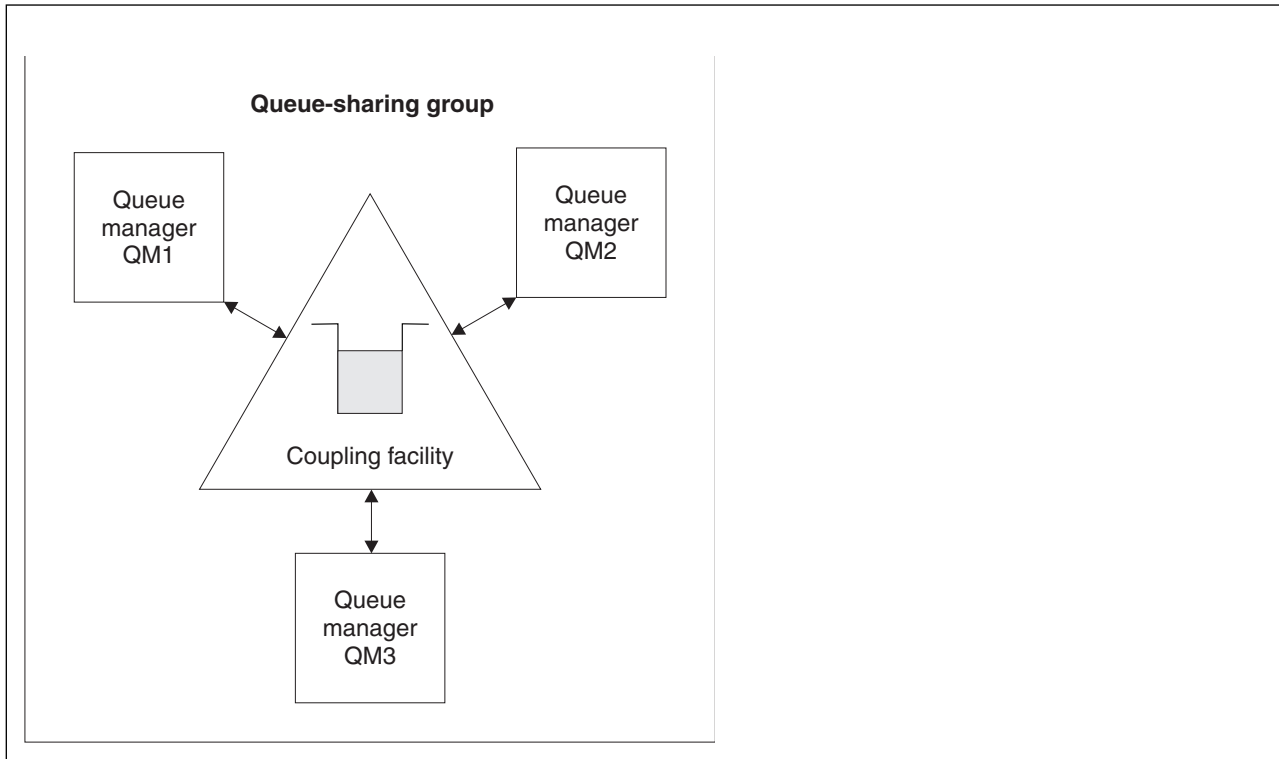 Queue-sharing group
Queue
manager
QM1
Queue
manager
QM2
Coupling facility
Queue
manager
QM3